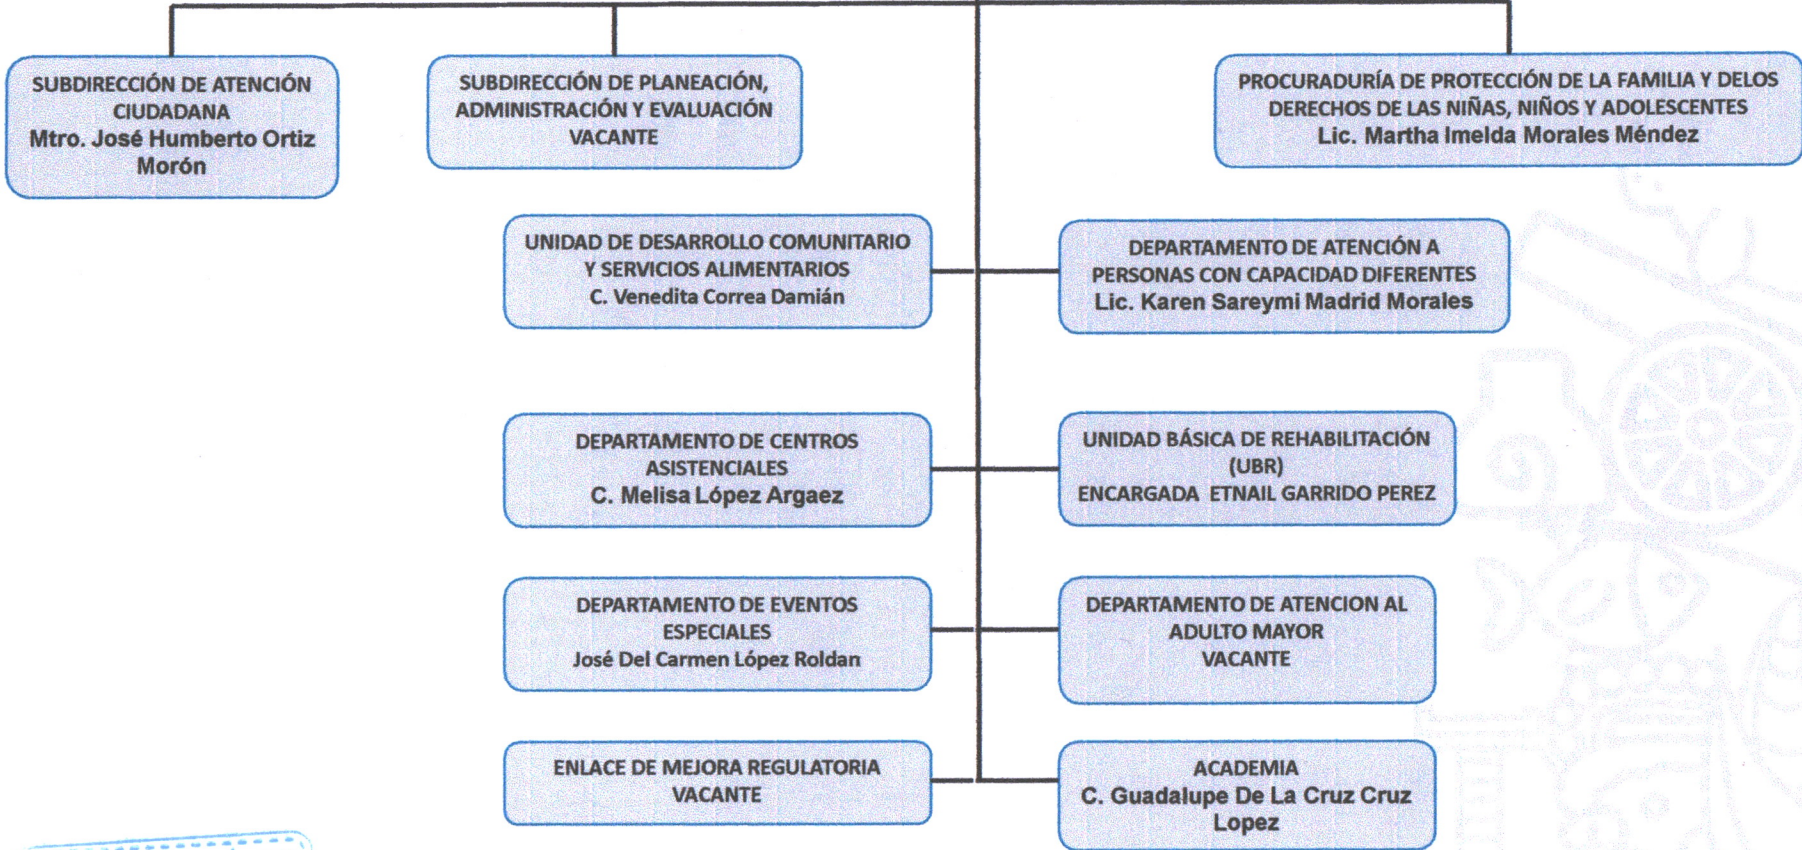 SUBDIRECCIÓN DE ATENCIÓN
CIUDADANA
Mtro. José Humberto Ortiz
Morón
SUBDIRECCIÓN DE PLANEACIÓN,
ADMINISTRACIÓN Y EVALUACIÓN
VACANTE
PROCURADURÍA DE PROTECCIÓN DE LA FAMILIA Y DELOS
DERECHOS DE LAS NIÑAS, NIÑOS Y ADOLESCENTES
Lic. Martha Imelda Morales Méndez
UNIDAD DE DESARROLLO COMUNITARIO
Y SERVICIOS ALIMENTARIOS
C. Venedita Correa Damián
DEPARTAMENTO DE ATENCIÓN A
PERSONAS CON CAPACIDAD DIFERENTES
Lic. Karen Sareymi Madrid Morales
DEPARTAMENTO DE CENTROS
ASISTENCIALES
C. Melisa López Argaez
UNIDAD BÁSICA DE REHABILITACIÓN
(UBR)
ENCARGADA ETNAIL GARRIDO PEREZ
DEPARTAMENTO DE EVENTOS
ESPECIALES
José Del Carmen López Roldan
DEPARTAMENTO DE ATENCION AL
ADULTO MAYOR
VACANTE
ENLACE DE MEJORA REGULATORIA
VACANTE
ACADEMIA
C. Guadalupe De La Cruz Cruz
Lopez